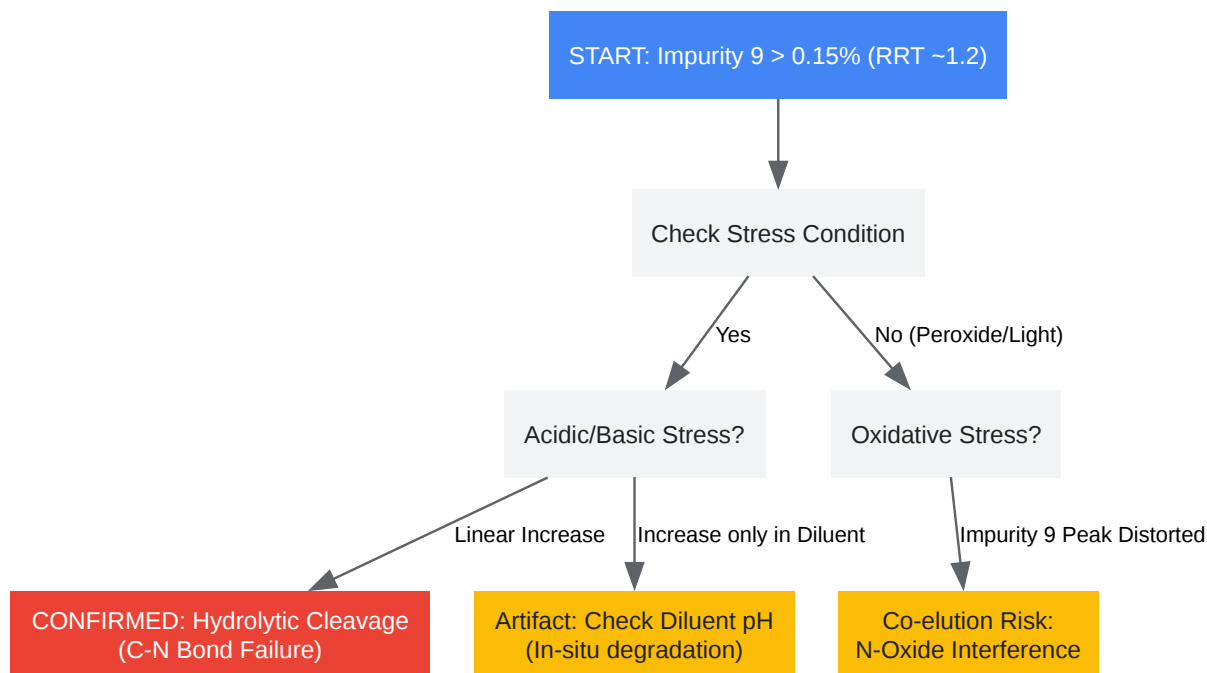 START: Impurity 9 > 0.15% (RRT ~1.2)
Check Stress Condition
Yes
No (Peroxide/Light)
Acidic/Basic Stress?
Oxidative Stress?
Linear Increase
Increase only in Diluent
Impurity 9 Peak Distorted
CONFIRMED: Hydrolytic Cleavage
(C-N Bond Failure)
Artifact: Check Diluent pH
(In-situ degradation)
Co-elution Risk:
N-Oxide Interference